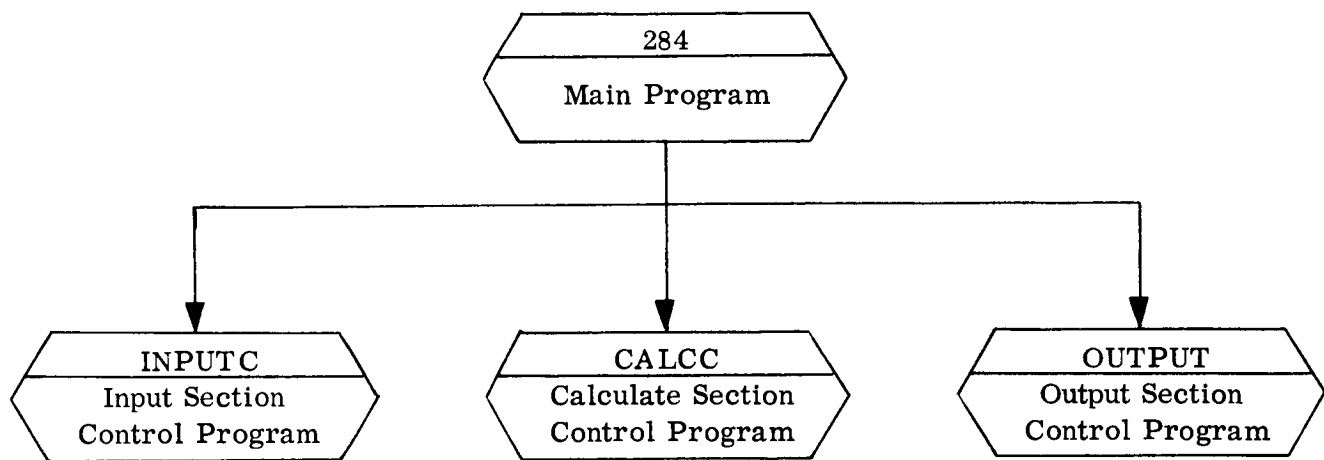 284
Main Program
INPUTC
Input Section
Control Program
CALCC
Calculate Section
Control Program
OUTPUT
Output Section
Control Program